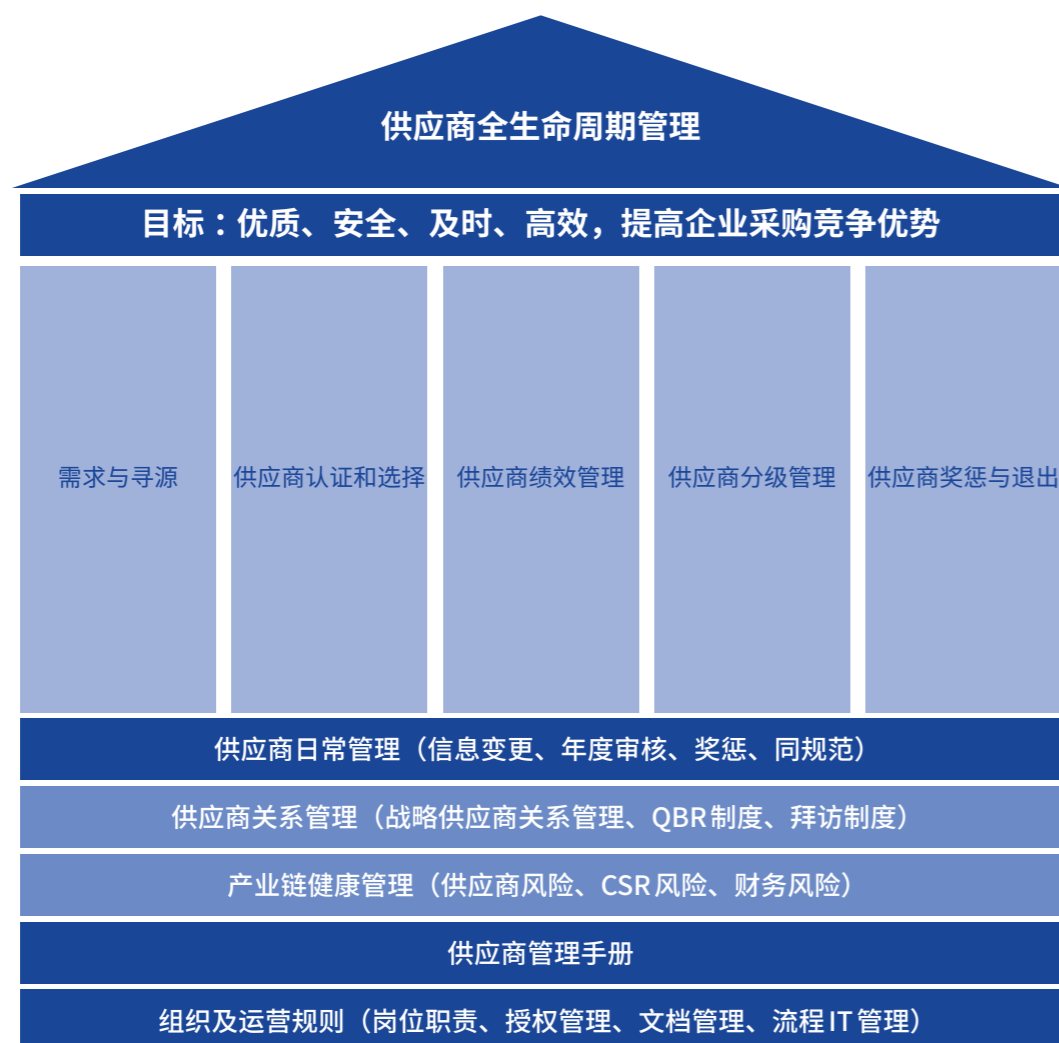 供应商全生命周期管理
目标：优质、安全、及时、高效，提高企业采购竞争优势
需求与寻源
供应商认证和选择
供应商绩效管理
供应商分级管理
供应商奖惩与退出
供应商日常管理（信息变更、年度审核、奖惩、同规范）
供应商关系管理（战略供应商关系管理、QBR制度、拜访制度）
产业链健康管理（供应商风险、CSR风险、财务风险）
供应商管理手册
组织及运营规则（岗位职责、授权管理、文档管理、流程IT管理）